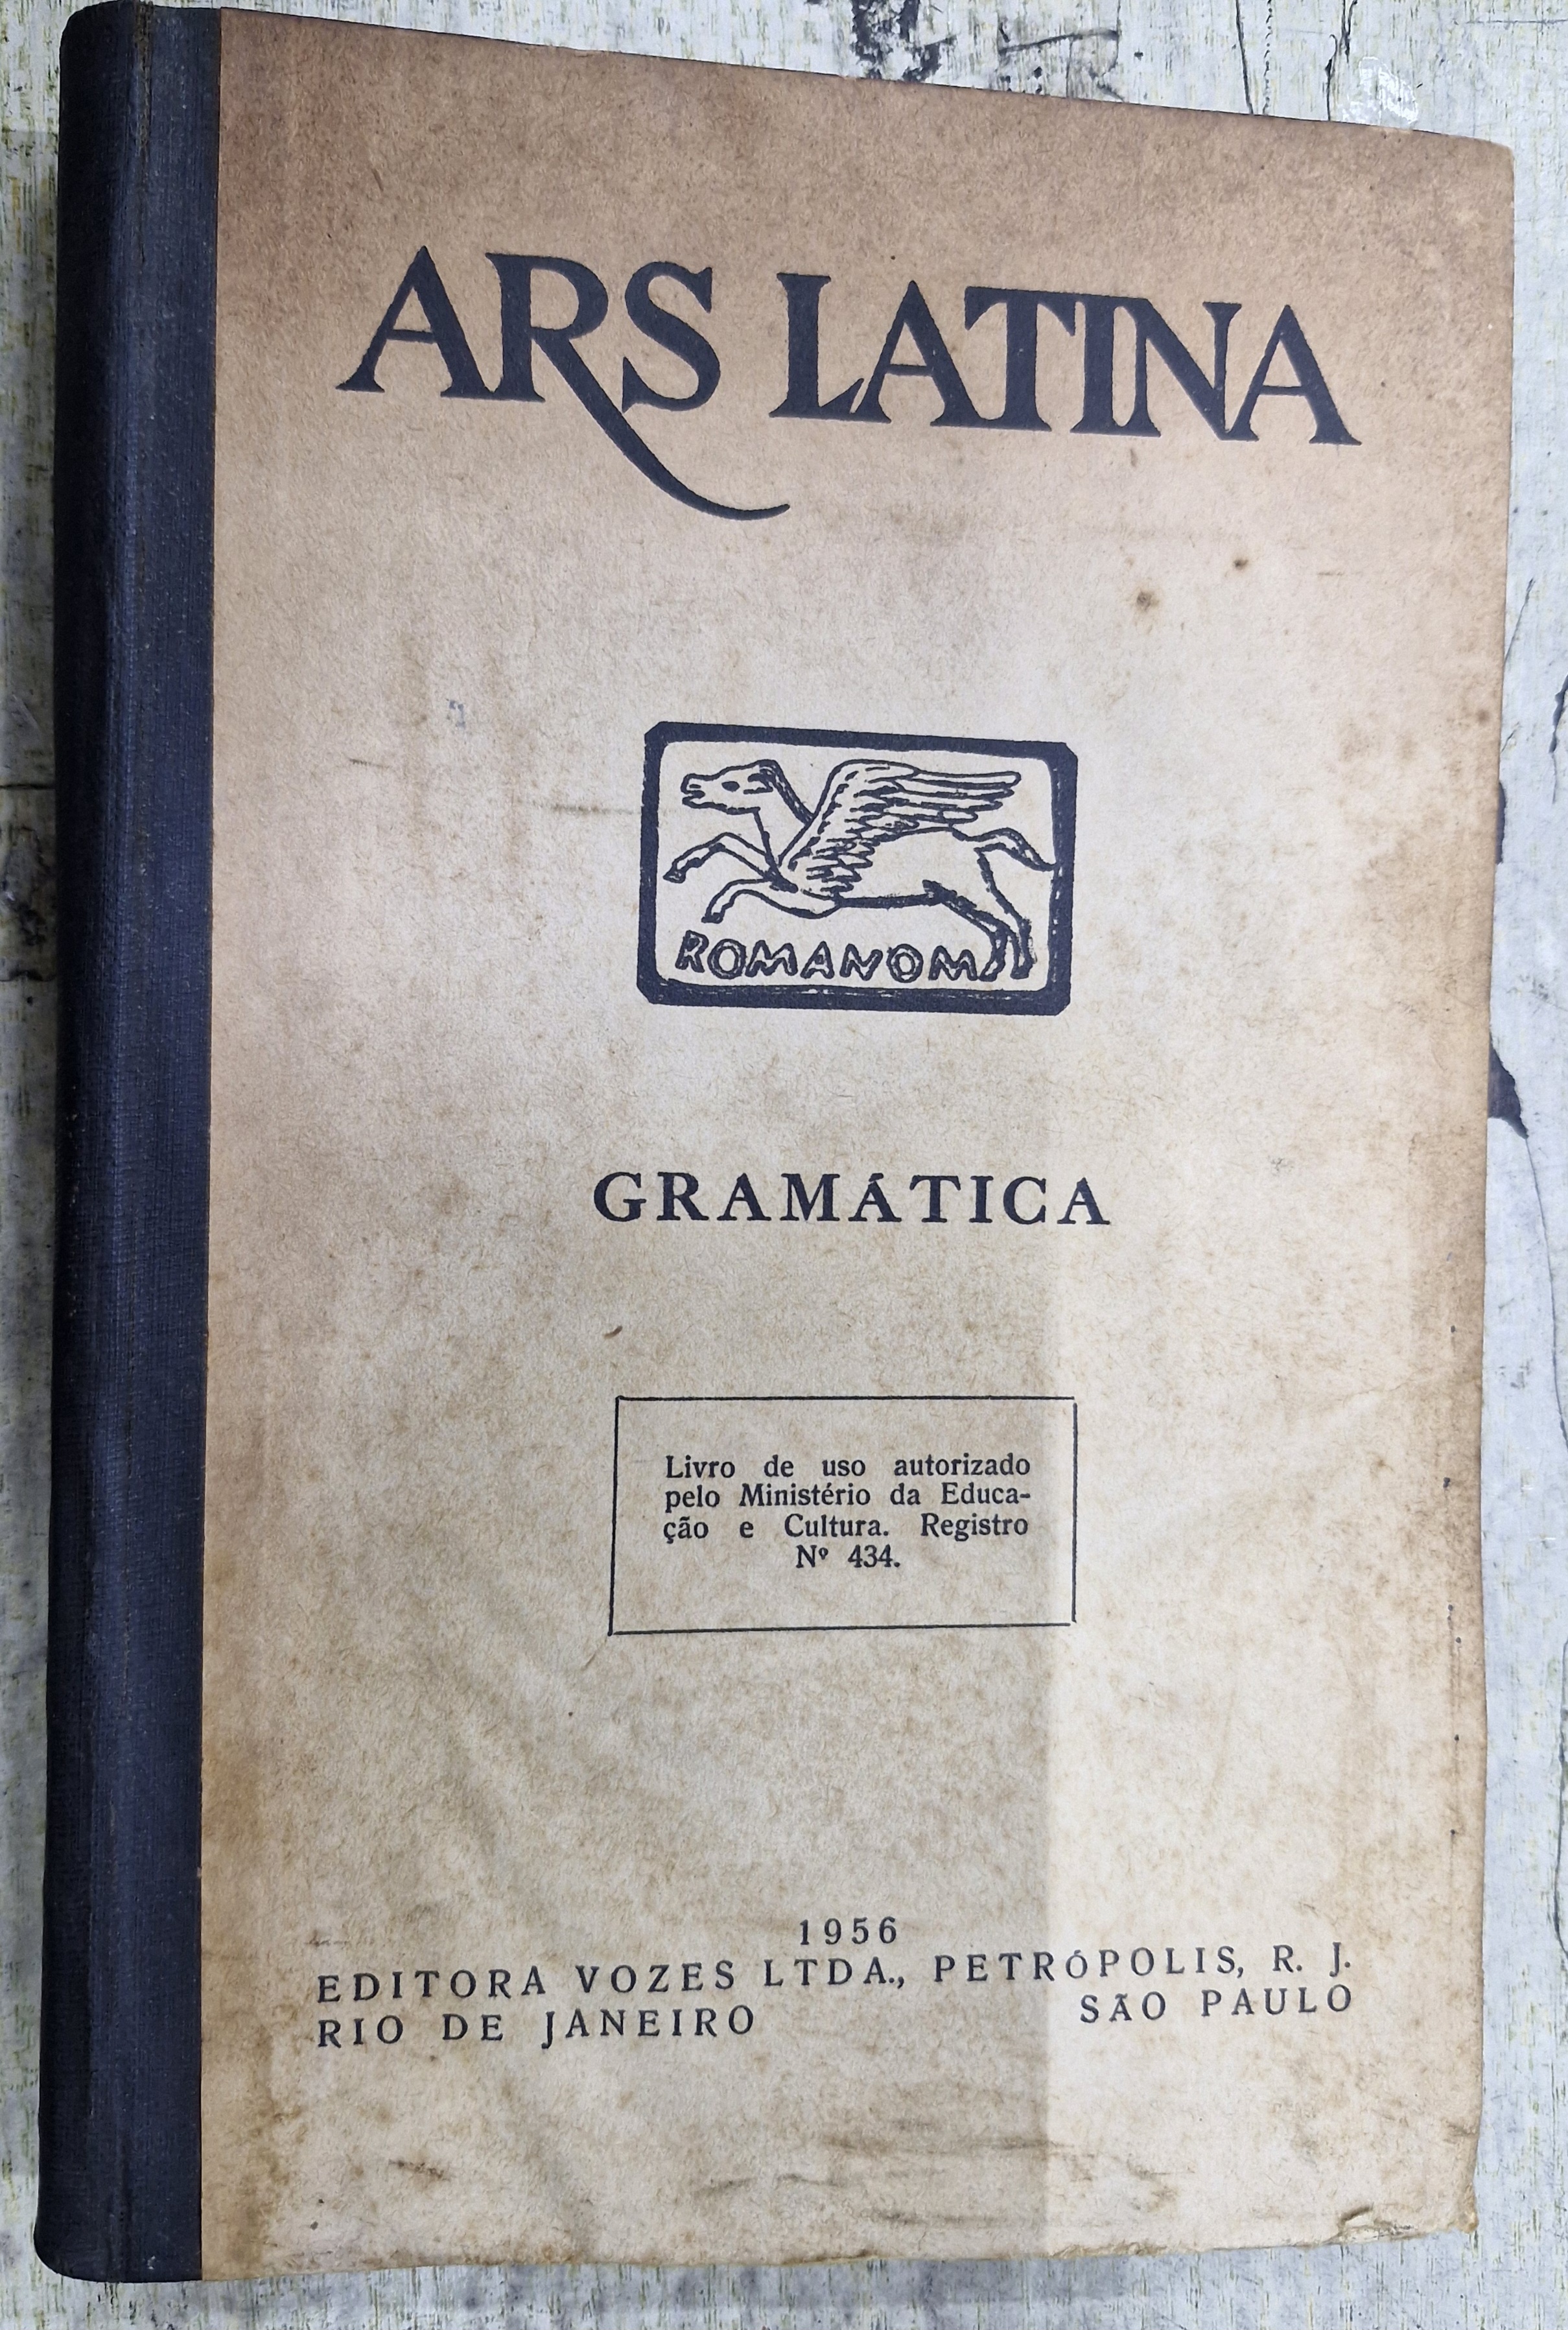 ARS LATINA
ROMANOM
GRAMÁTICA
Livro de uso autorizado
pelo Ministério da Educa-
ção e Cultura. Registro
Nº 434.
1956
EDITORA VOZES LTDA., PETRÓPOLIS, R. J.
RIO DE JANEIRO SÃO PAULO